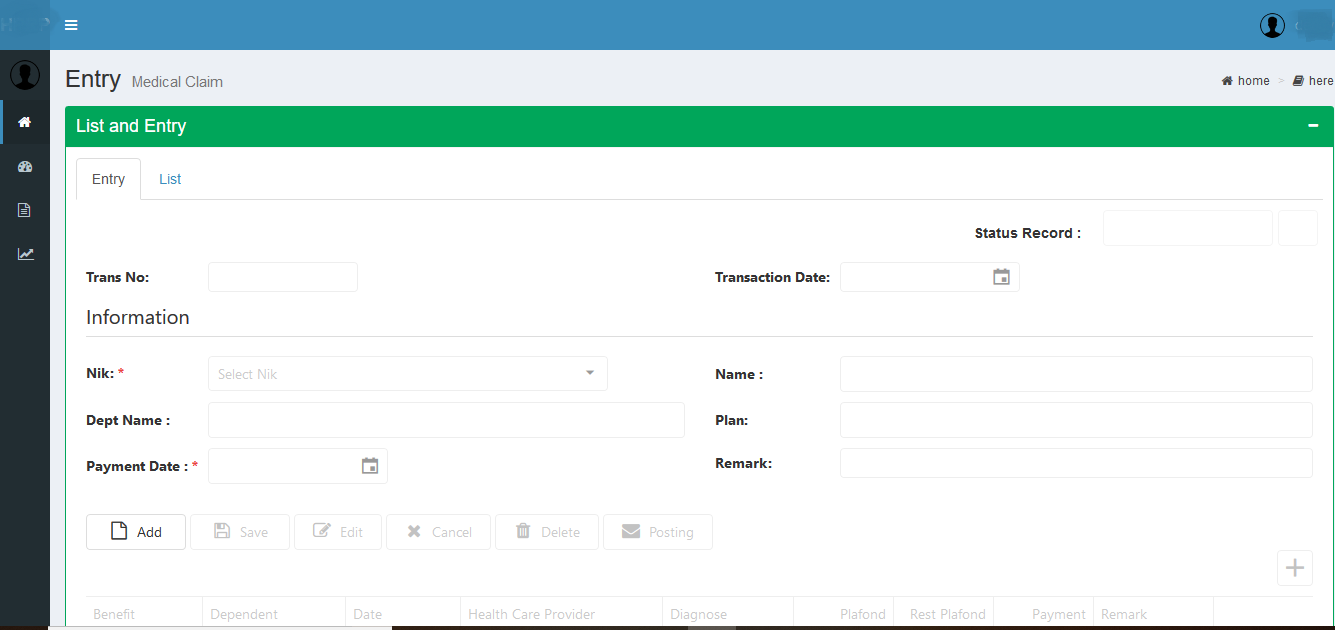 Entry Medical Claim
home > here
List and Entry
Entry List
Status Record :
Trans No: Transaction Date:
Information
Nik: * Select Nik Name :
Dept Name : Plan:
Payment Date : * Remark:
Add Save Edit Cancel Delete Posting
Benefit Dependent Date Health Care Provider Diagnose Plafond Rest Plafond Payment Remark